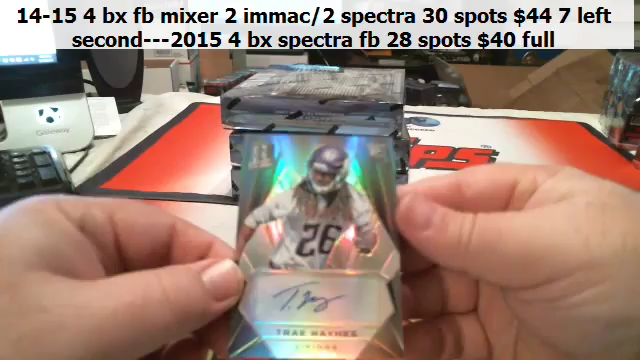 14-15 4 bx fb mixer 2 immac/2 spectra 30 spots $44 7 left
second---2015 4 bx spectra fb 28 spots $40 full
26
TRAE WAYNES
VIKINGS